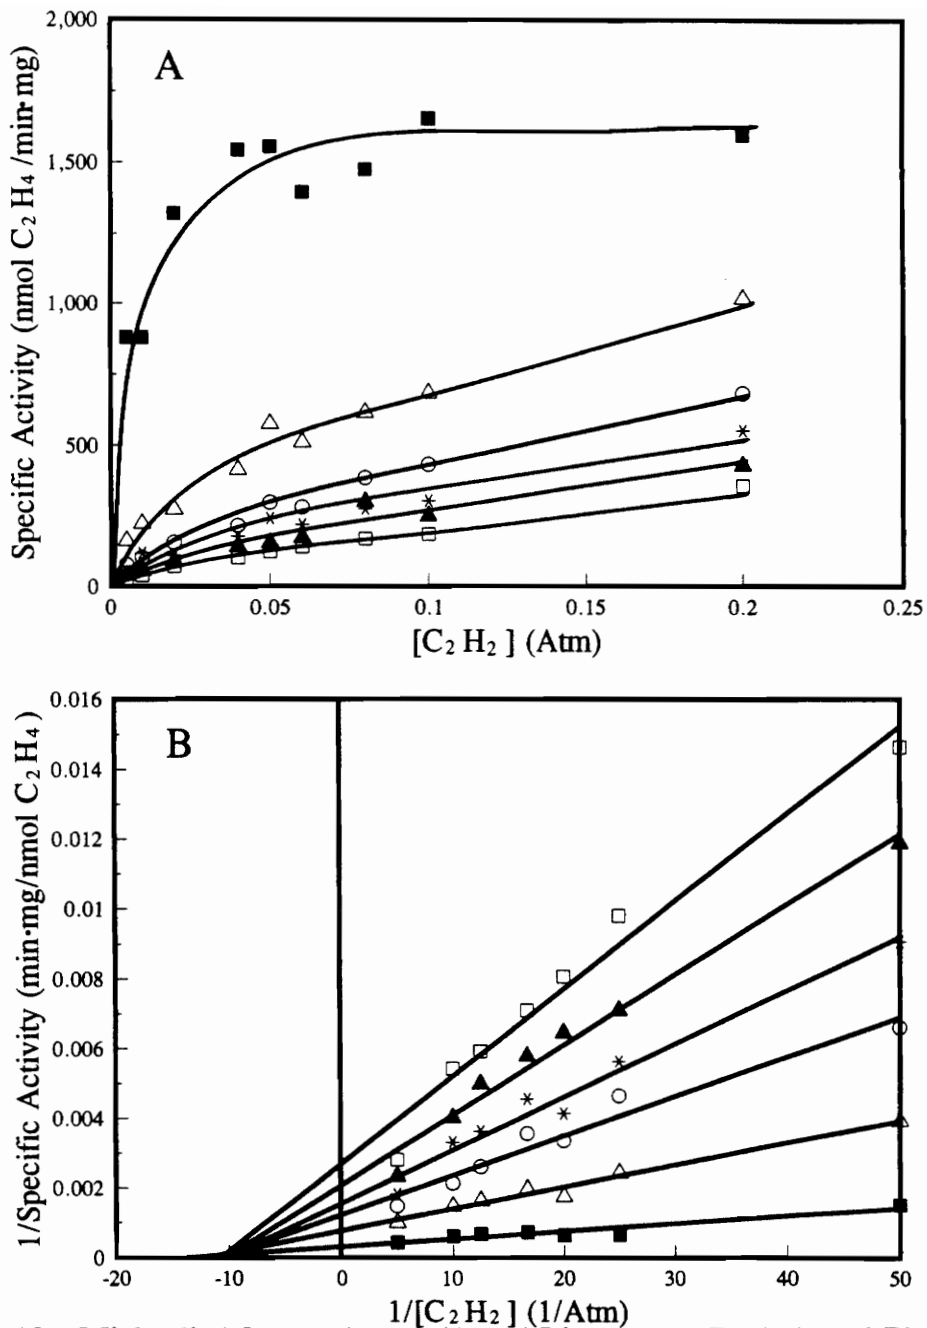 A
Specific Activity (nmol C2 H4 /min·mg)
2,000
1,500
1,000
500
0
0 0.05 0.1 0.15 0.2 0.25
[C2 H2 ] (Atm)
B
1/Specific Activity (min·mg/nmol C2 H4)
0.016
0.014
0.012
0.01
0.008
0.006
0.004
0.002
0
-20 -10 0 10 20 30 40 50
1/[C2 H2 ] (1/Atm)